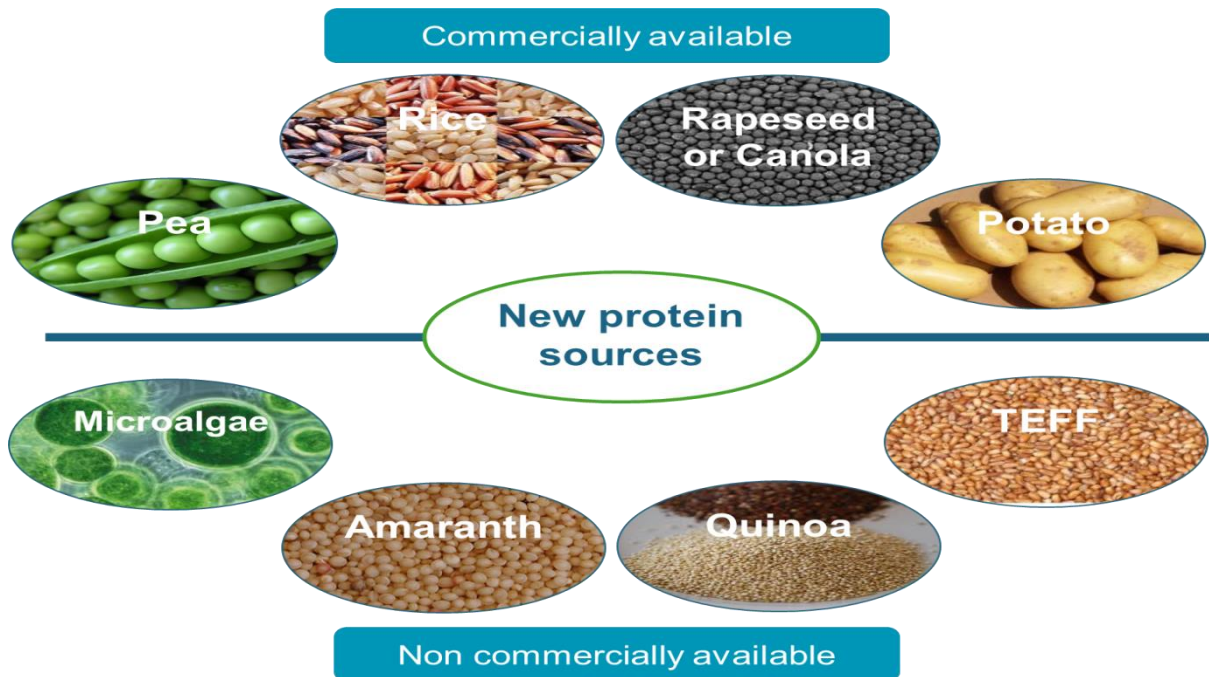 Commercially available
Rice
Rapeseed
or Canola
Pea
Potato
New protein
sources
Microalgae
TEFF
Amaranth
Quinoa
Non commercially available